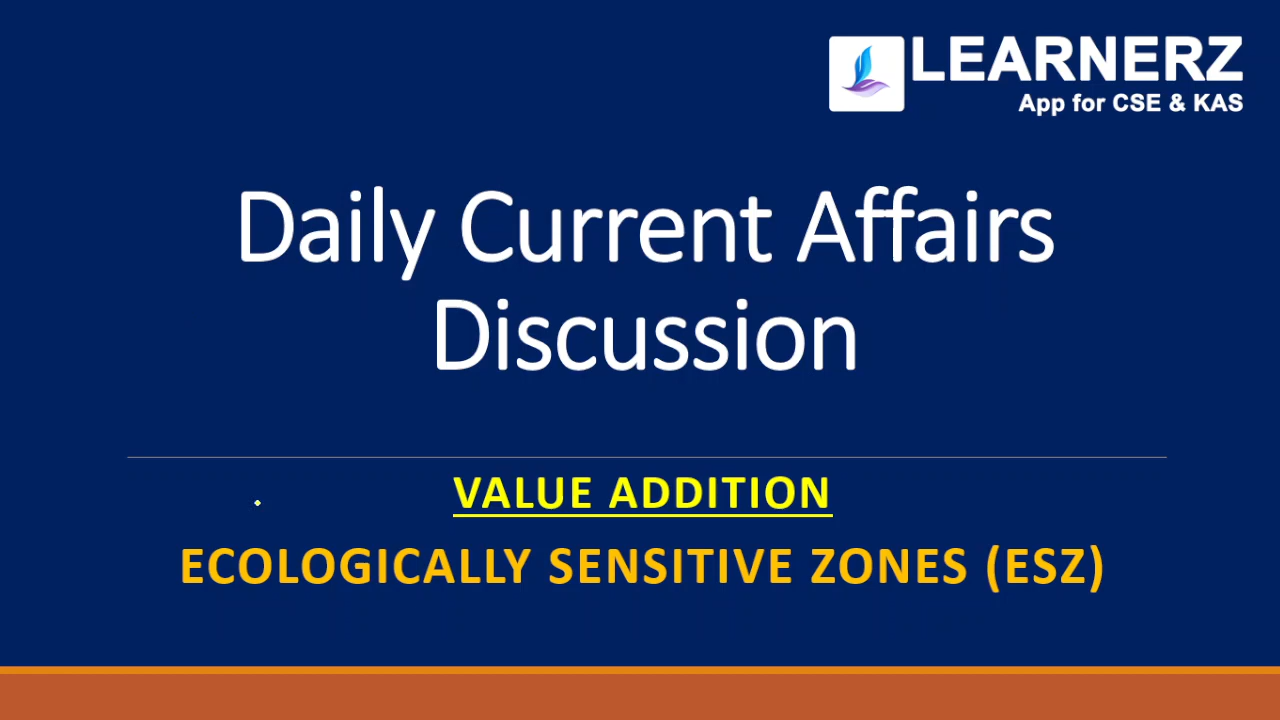 LEARNERZ
App for CSE & KAS
Daily Current Affairs
Discussion
VALUE ADDITION
ECOLOGICALLY SENSITIVE ZONES (ESZ)